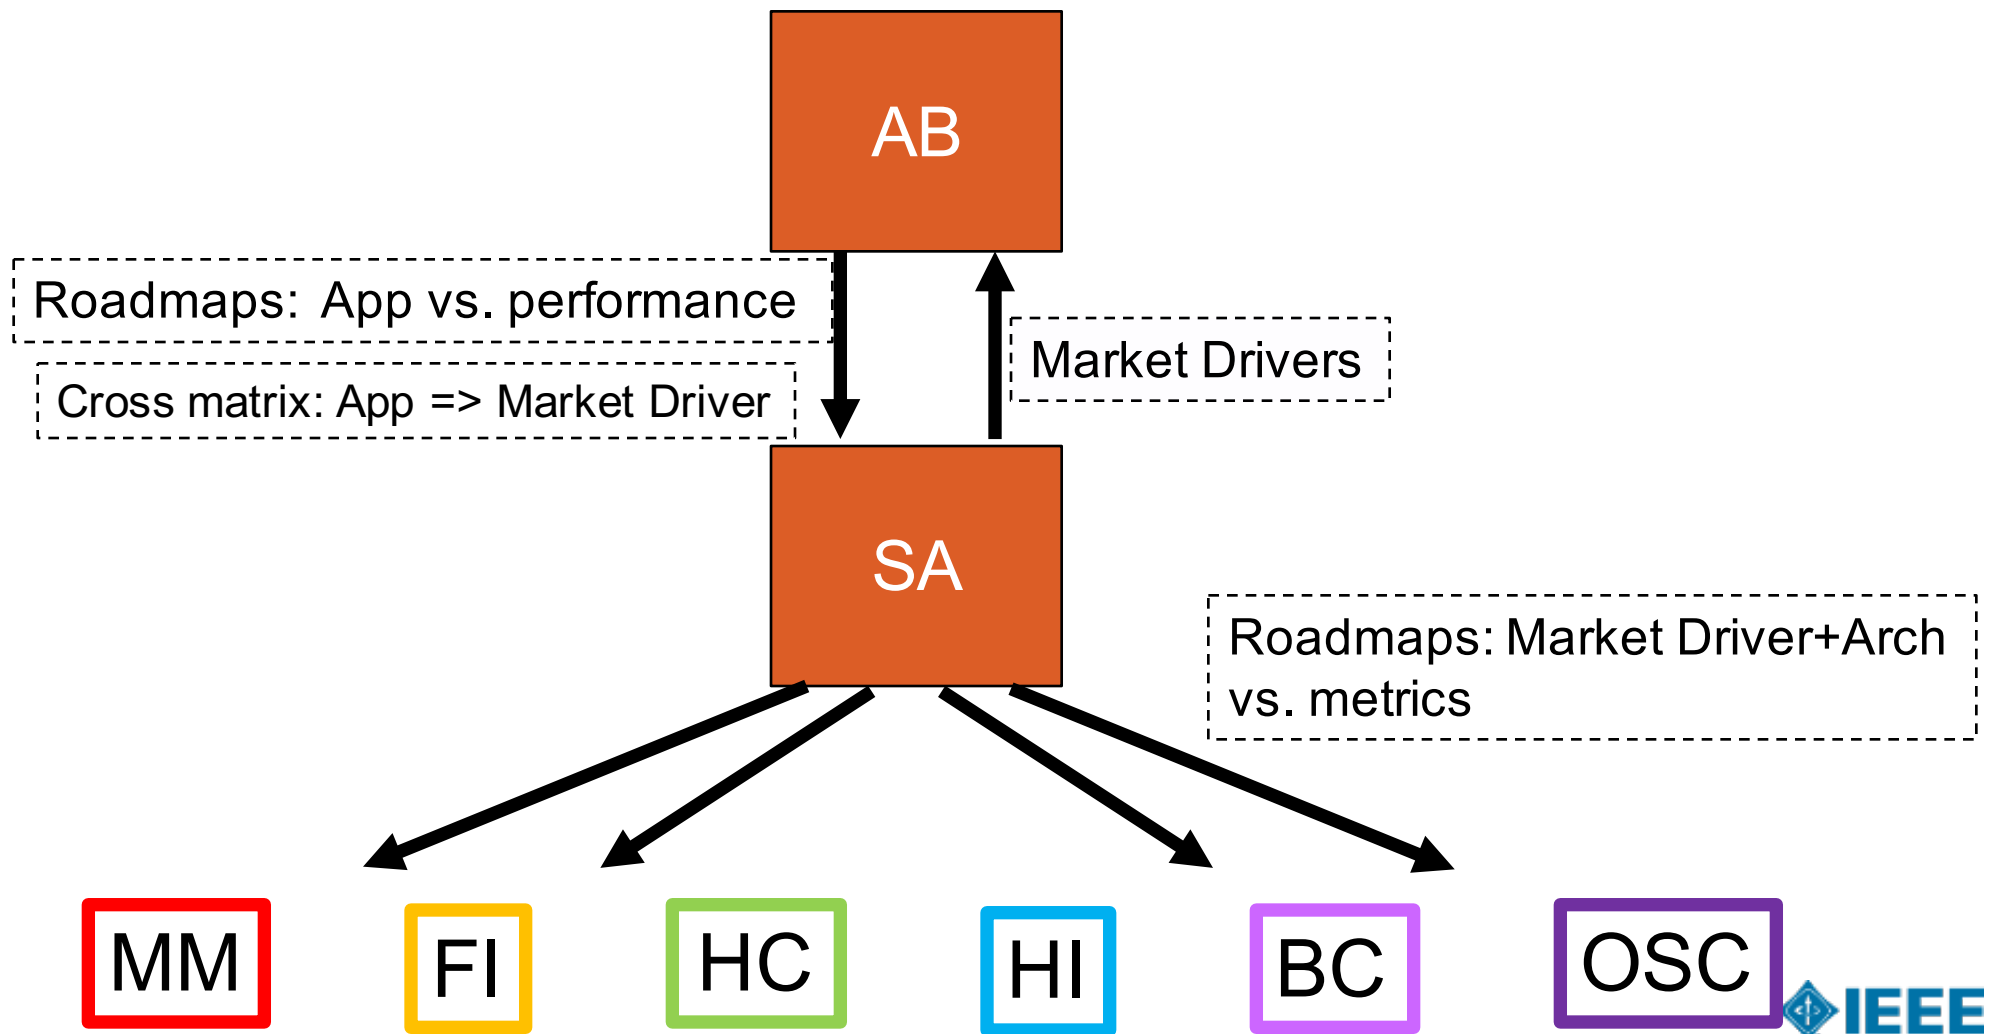 AB
Roadmaps: App vs. performance
Market Drivers
Cross matrix: App => Market Driver
SA
Roadmaps: Market Driver+Arch
vs. metrics
MM
FI
HC
HI
BC
OSC
IEEE